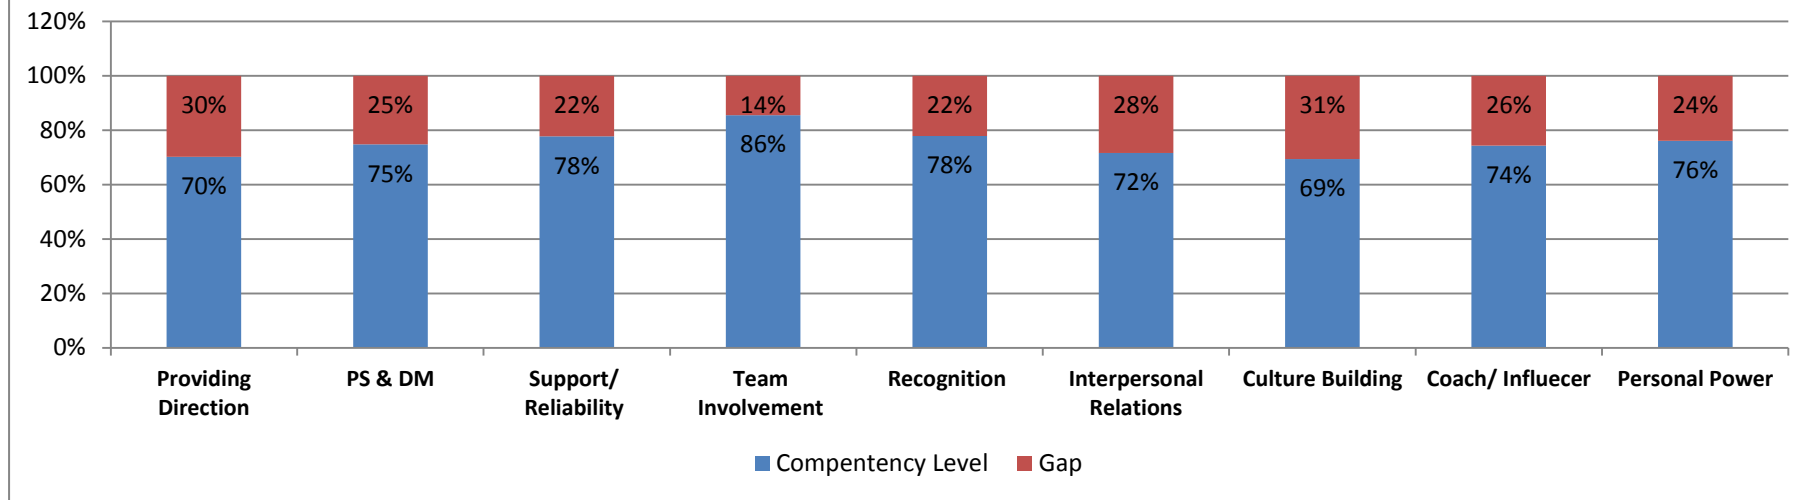 120%
100%
80%
60%
40%
20%
0%
30% 25% 22% 14% 22% 28% 31% 26% 24%
70% 75% 78% 86% 78% 72% 69% 74% 76%
Providing
Direction
PS & DM
Support/
Reliability
Team
Involvement
Recognition
Interpersonal
Relations
Culture Building
Coach/ Influecer
Personal Power
Compentency Level
Gap